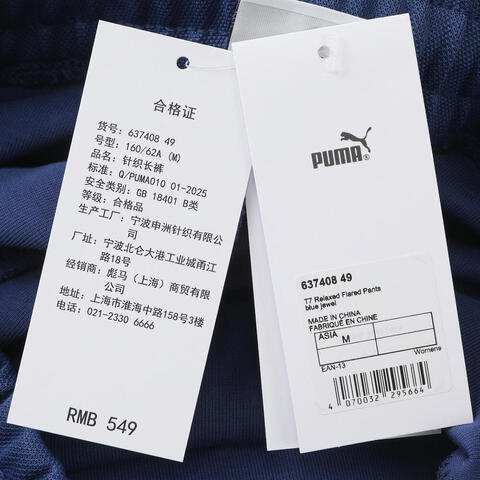 合格证
货号: 637408 49
号型: 160/62A (M)
品名: 针织长裤
标准: Q/PUMA010 01-2025
安全类别: GB 18401 B类
等级: 合格品
生产工厂: 宁波申洲针织有限公
司
厂址: 宁波北仑大港工业城甬江
路18号
经销商: 彪马(上海)商贸有限
公司
地址: 上海市淮海中路158号3楼
电话: 021-2330 6666
RMB 549
PUMA®
637408 49
T7 Relaxed Flared Pants
blue jewel
MADE IN CHINA
FABRIQUÉ EN CHINE
ASIA M
Womens
EAN-13
4 070032 295664